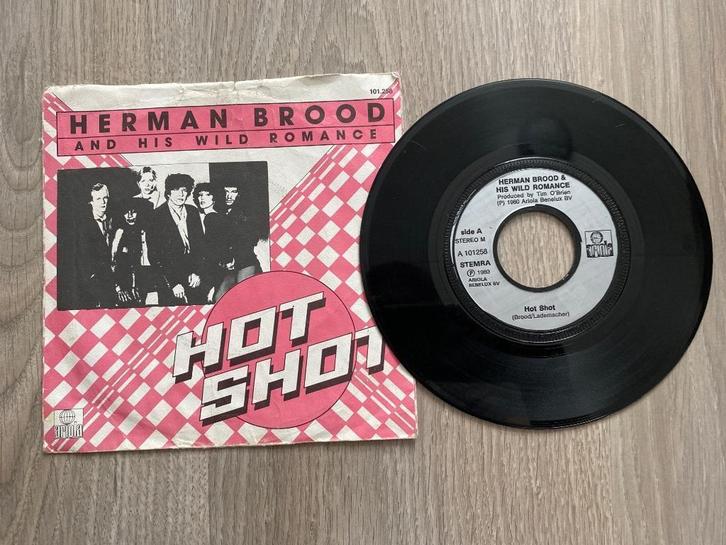 101.258
HERMAN BROOD
AND HIS WILD ROMANCE
HOT
SHOT
ARIOLA
HERMAN BROOD &
HIS WILD ROMANCE
Produced by Tim O'Brien
(P) 1980 Ariola Benelux BV
side A
STEREO M
A 101258
STEMRA
Ⓟ 1980
ARIOLA
BENELUX BV
ARIOLA
Hot Shot
(Brood/Lademacher)